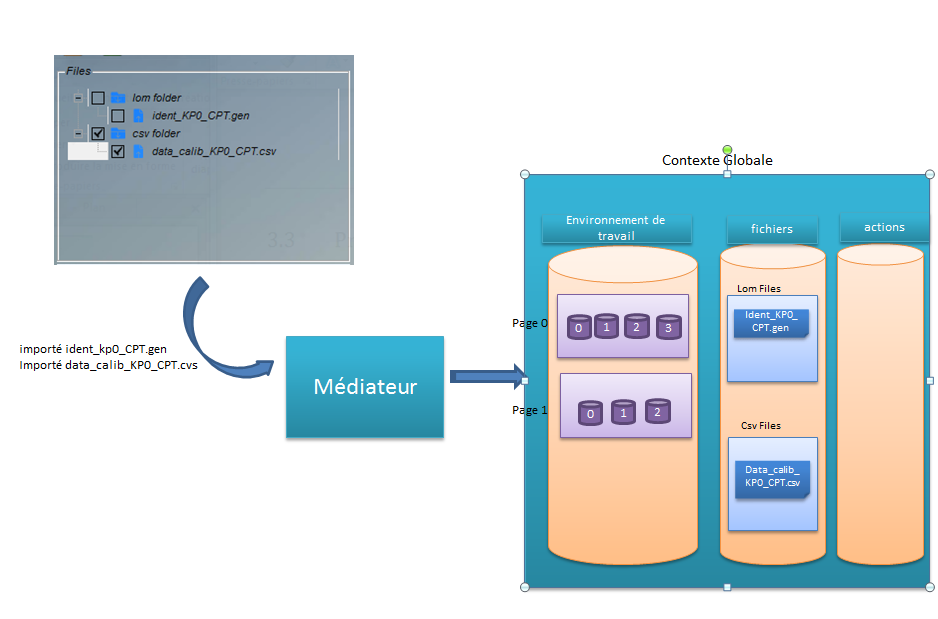 Files
lom folder
ident_KP0_CPT.gen
csv folder
data_calib_KP0_CPT.csv
3.3 P
importé ident_kp0_CPT.gen
Importé data_calib_KP0_CPT.cvs
Médiateur
Contexte Globale
Environnement de
travail
fichiers
actions
Page 0
0 1 2 3
Page 1
0 1 2
Lom Files
Ident_KP0_
CPT.gen
Csv Files
Data_calib_
KP0_CPT.csv